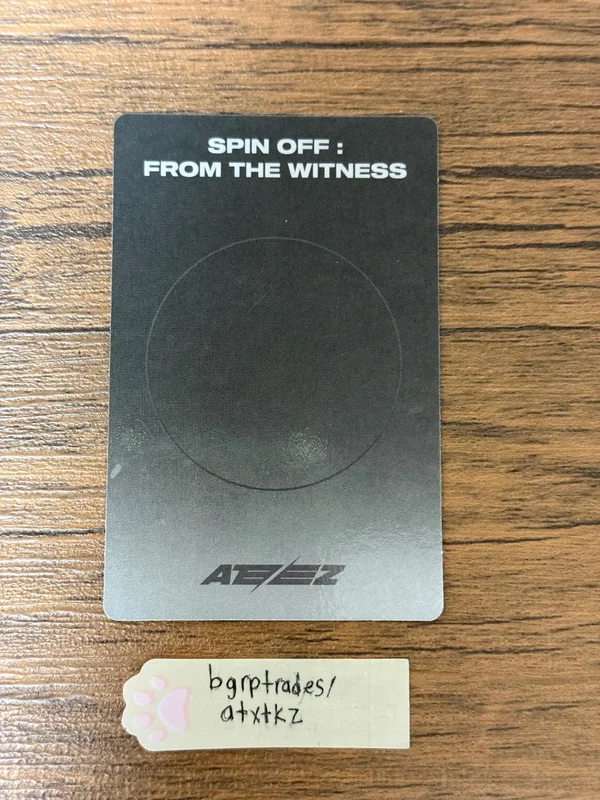 SPIN OFF :
FROM THE WITNESS
ATEEZ
bgrptrades/
atxtkz